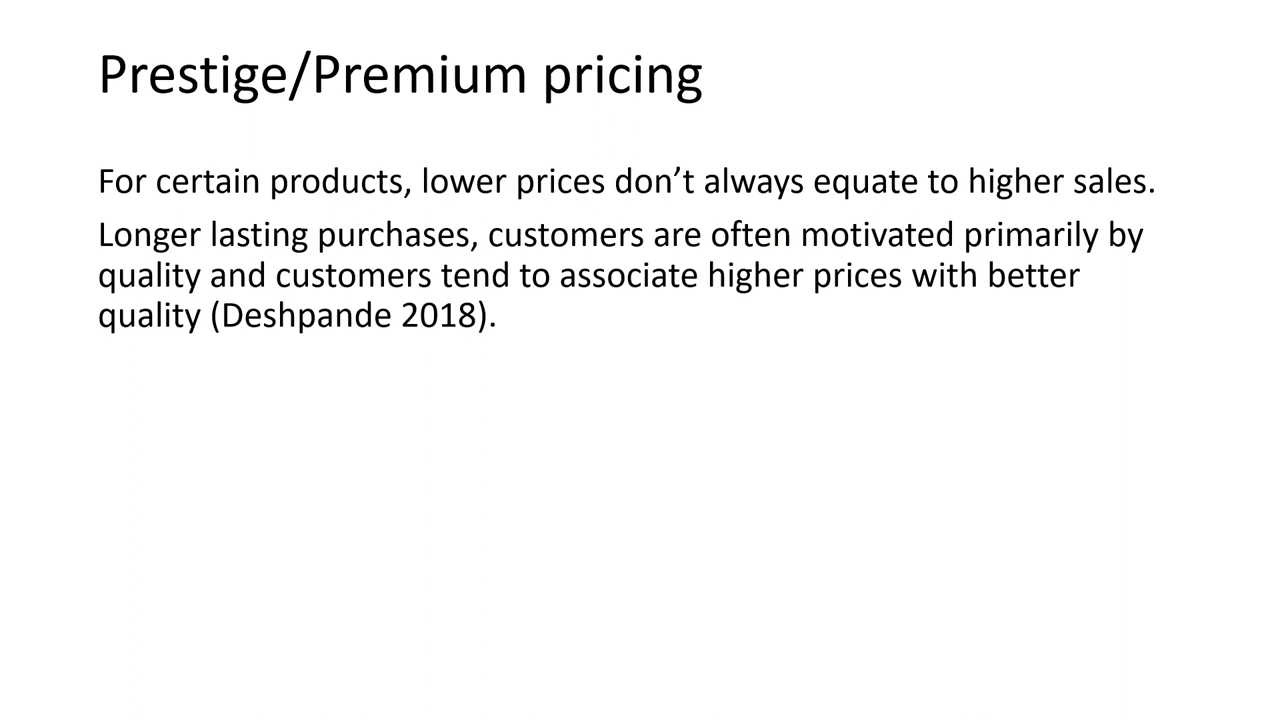 Prestige/Premium pricing
For certain products, lower prices don’t always equate to higher sales.
Longer lasting purchases, customers are often motivated primarily by
quality and customers tend to associate higher prices with better
quality (Deshpande 2018).